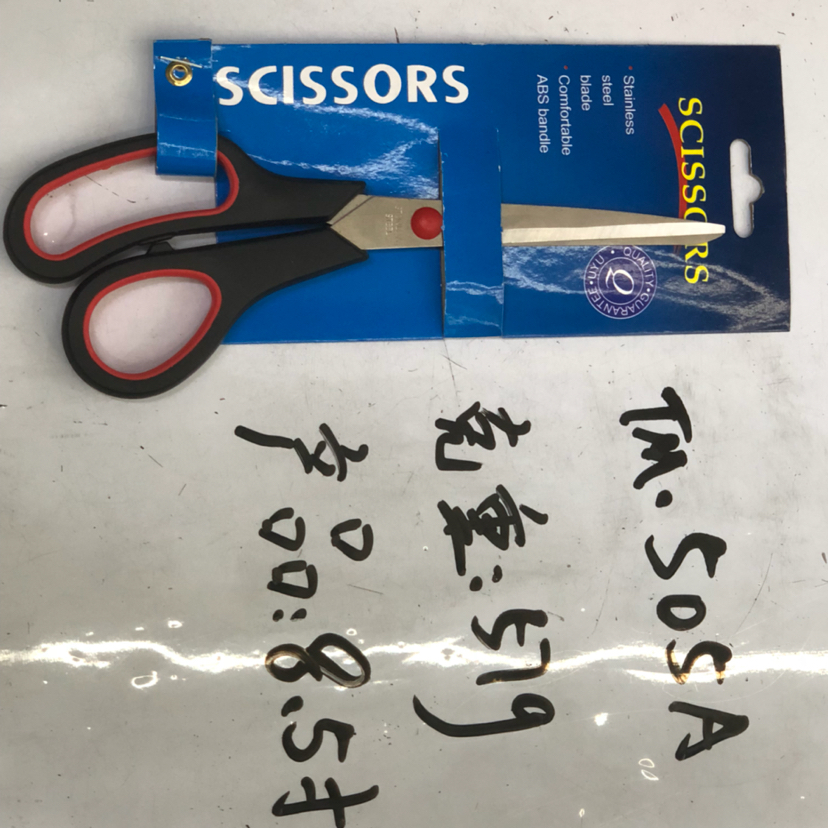 SCISSORS
SCISSORS
• Stainless
steel
blade
• Comfortable
ABS bandle
QUALITY • GUARANTEE •
Q
TM.505A
克重:57g
产品:8.5寸